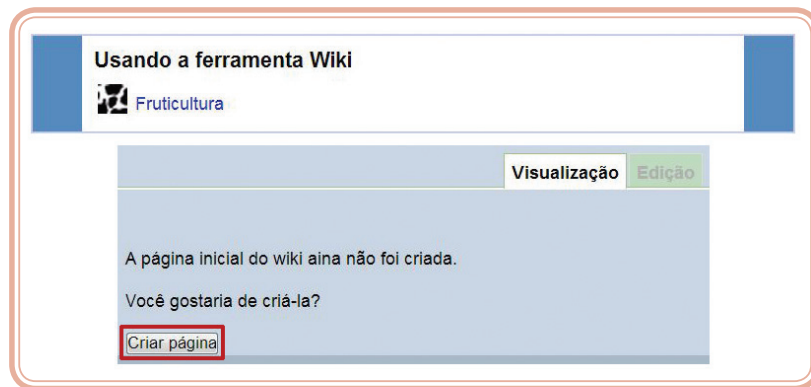 Usando a ferramenta Wiki
Fruticultura
Visualização Edição
A página inicial do wiki aina não foi criada.
Você gostaria de criá-la?
Criar página